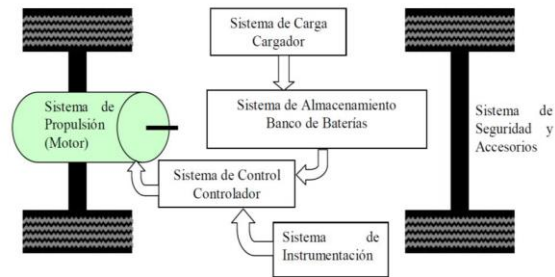 Sistema de Carga
Cargador
Sistema de
Propulsión
(Motor)
Sistema de Almacenamiento
Banco de Baterías
Sistema de
Seguridad y
Accesorios
Sistema de Control
Controlador
Sistema de
Instrumentación